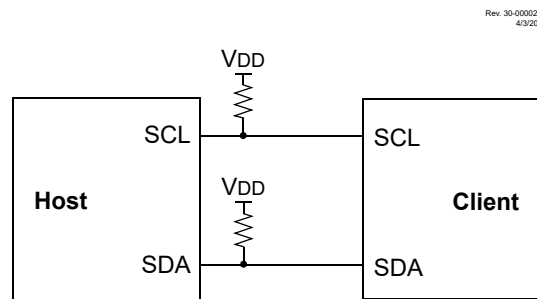 Rev. 30-00002
4/3/20
VDD
SCL
SCL
Host
VDD
Client
SDA
SDA